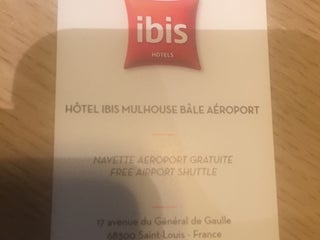 ibis
HOTELS
HÔTEL IBIS MULHOUSE BÂLE AÉROPORT
NAVETTE AÉROPORT GRATUITE
FREE AIRPORT SHUTTLE
17 avenue du Général de Gaulle
68300 Saint-Louis - France